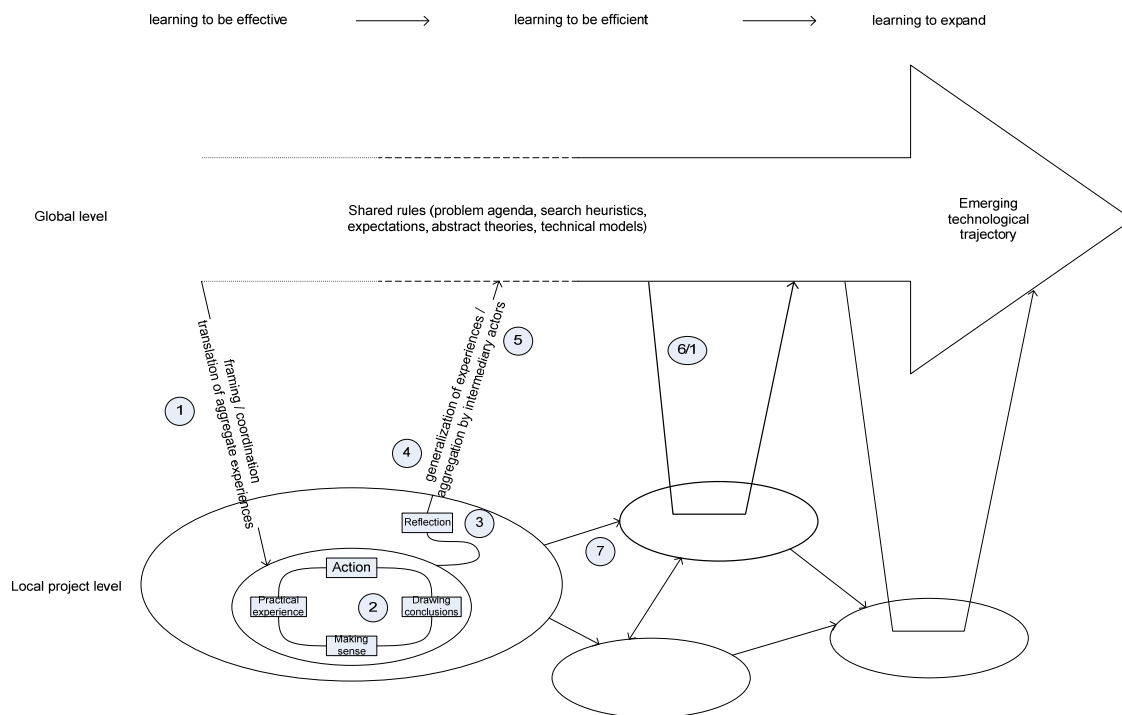 learning to be effective
learning to be efficient
learning to expand
Global level
Shared rules (problem agenda, search heuristics,
expectations, abstract theories, technical models)
Emerging
technological
trajectory
1
framing / coordination
translation of aggregate experiences
4
generalization of experiences /
aggregation by intermediary actors
5
6/1
Reflection
3
7
Local project level
Action
Practical
experience
2
Drawing
conclusions
Making
sense